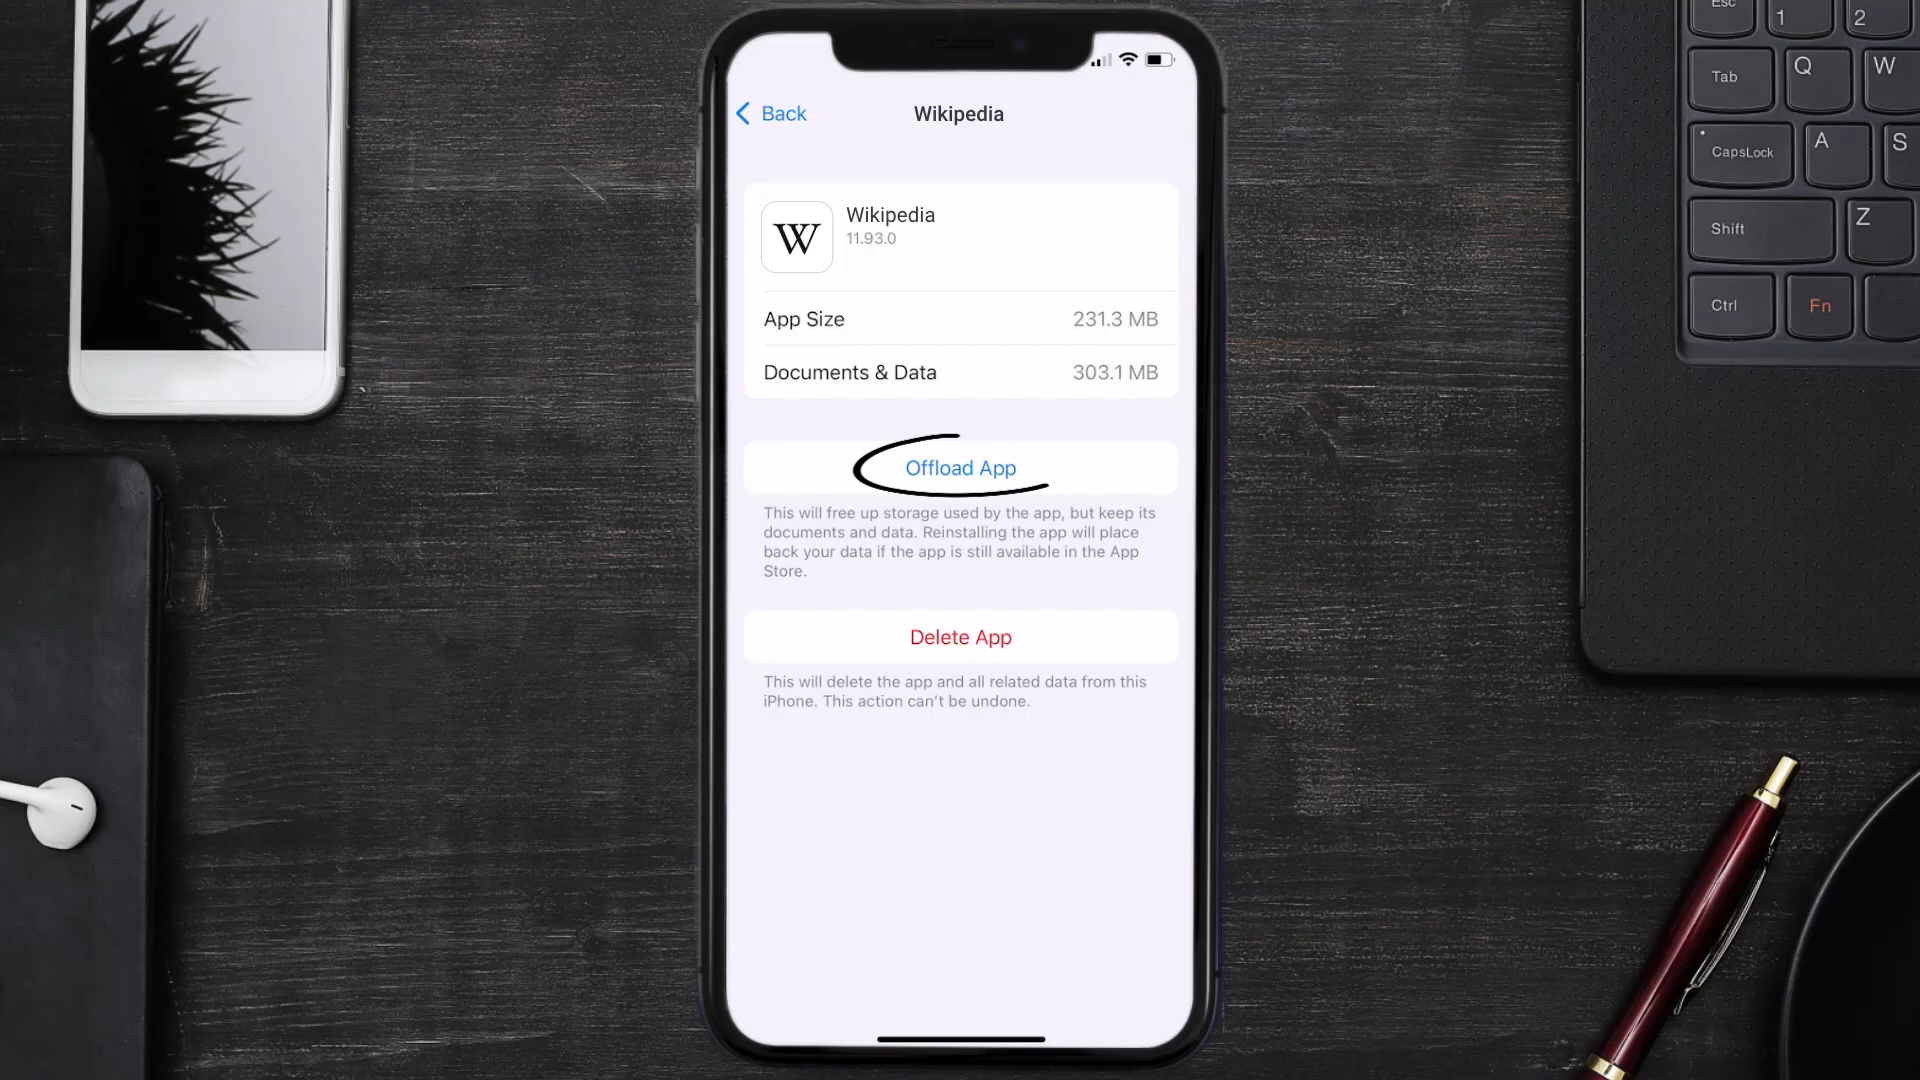 Back
Wikipedia
W
Wikipedia
11.93.0
App Size 231.3 MB
Documents & Data 303.1 MB
Offload App
This will free up storage used by the app, but keep its
documents and data. Reinstalling the app will place
back your data if the app is still available in the App
Store.
Delete App
This will delete the app and all related data from this
iPhone. This action can't be undone.
Esc 1 2
Tab Q W
CapsLock A S
Shift Z
Ctrl Fn